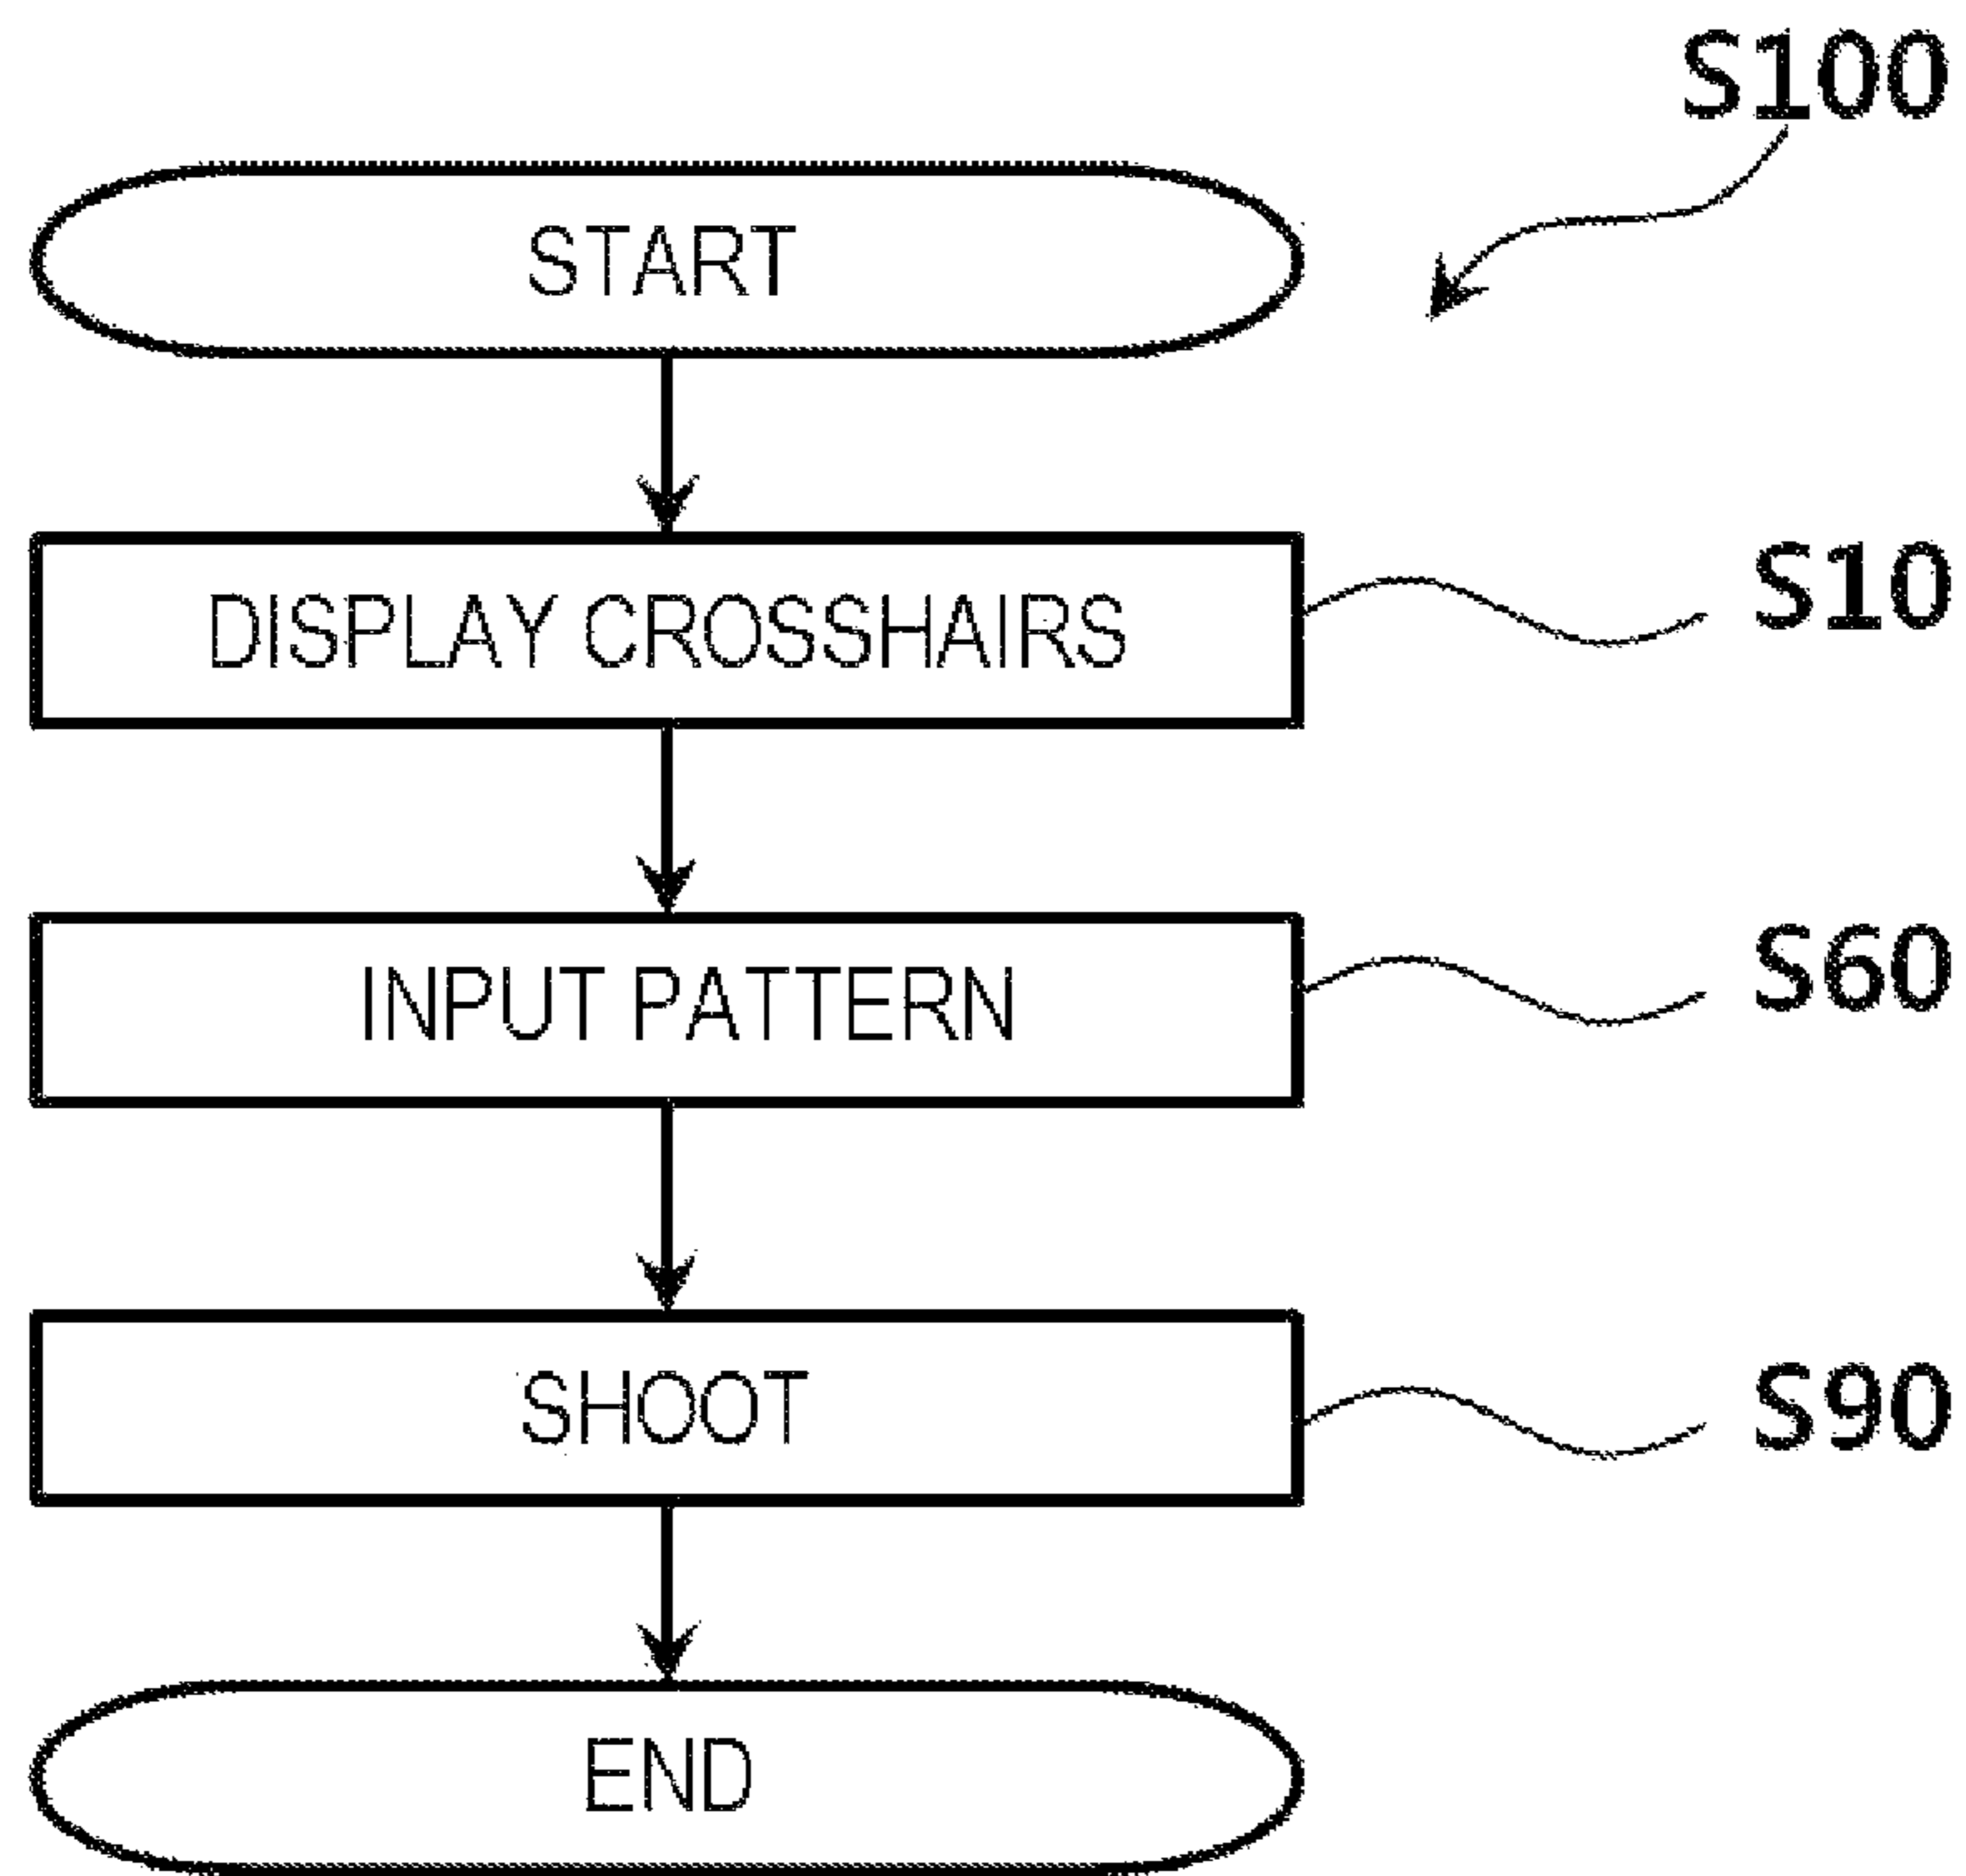 S100
START
DISPLAY CROSSHAIRS
S10
INPUT PATTERN
S60
SHOOT
S90
END